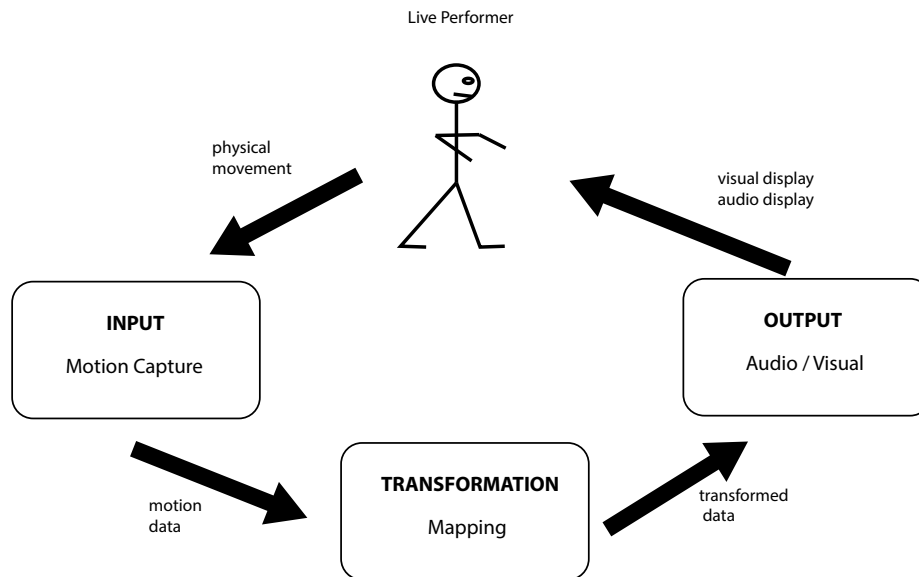 Live Performer
physical
movement
visual display
audio display
INPUT
Motion Capture
OUTPUT
Audio / Visual
motion
data
TRANSFORMATION
Mapping
transformed
data